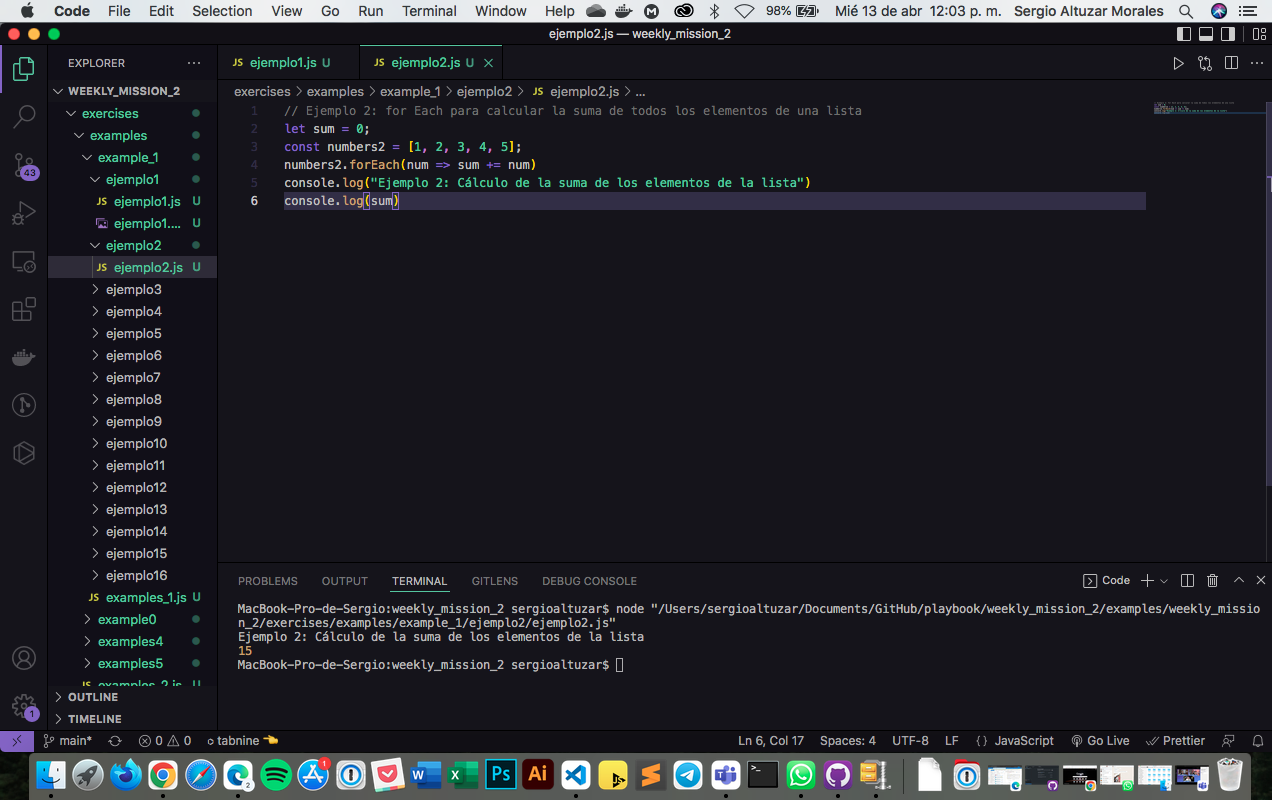 Code File Edit Selection View Go Run Terminal Window Help 98% Mié 13 de abr 12:03 p. m. Sergio Altuzar Morales
ejemplo2.js — weekly_mission_2
EXPLORER
WEEKLY_MISSION_2
exercises
examples
example_1
ejemplo1
JS ejemplo1.js U
ejemplo1.... U
ejemplo2
JS ejemplo2.js U
ejemplo3
ejemplo4
ejemplo5
ejemplo6
ejemplo7
ejemplo8
ejemplo9
ejemplo10
ejemplo11
ejemplo12
ejemplo13
ejemplo14
ejemplo15
ejemplo16
JS examples_1.js U
example0
examples4
examples5
JS examples_2.js U
OUTLINE
TIMELINE
43
1
JS ejemplo1.js U JS ejemplo2.js U
exercises > examples > example_1 > ejemplo2 > JS ejemplo2.js > ...
1 // Ejemplo 2: for Each para calcular la suma de todos los elementos de una lista
2 let sum = 0;
3 const numbers2 = [1, 2, 3, 4, 5];
4 numbers2.forEach(num => sum += num)
5 console.log("Ejemplo 2: Cálculo de la suma de los elementos de la lista")
6 console.log(sum)
PROBLEMS OUTPUT TERMINAL GITLENS DEBUG CONSOLE Code
MacBook-Pro-de-Sergio:weekly_mission_2 sergioaltuzar$ node "/Users/sergioaltuzar/Documents/GitHub/playbook/weekly_mission_2/examples/weekly_missio
n_2/exercises/examples/example_1/ejemplo2/ejemplo2.js"
Ejemplo 2: Cálculo de la suma de los elementos de la lista
15
MacBook-Pro-de-Sergio:weekly_mission_2 sergioaltuzar$
main* 0 0 tabnine Ln 6, Col 17 Spaces: 4 UTF-8 LF {} JavaScript Go Live Prettier
2 1 W X Ps Ai